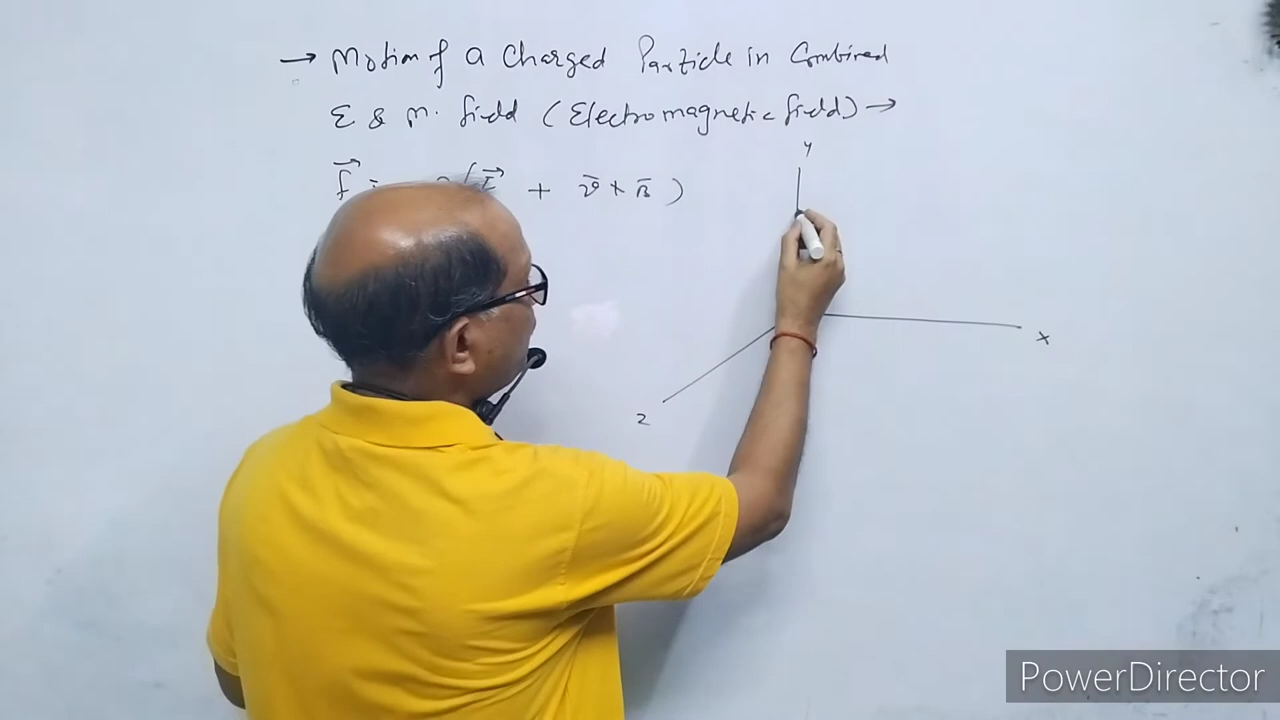 → Motion of a Charged Particle in Combined
E & M. field (Electromagnetic field) →
+ v̄ × B̄ )
Y
X
Z
PowerDirector